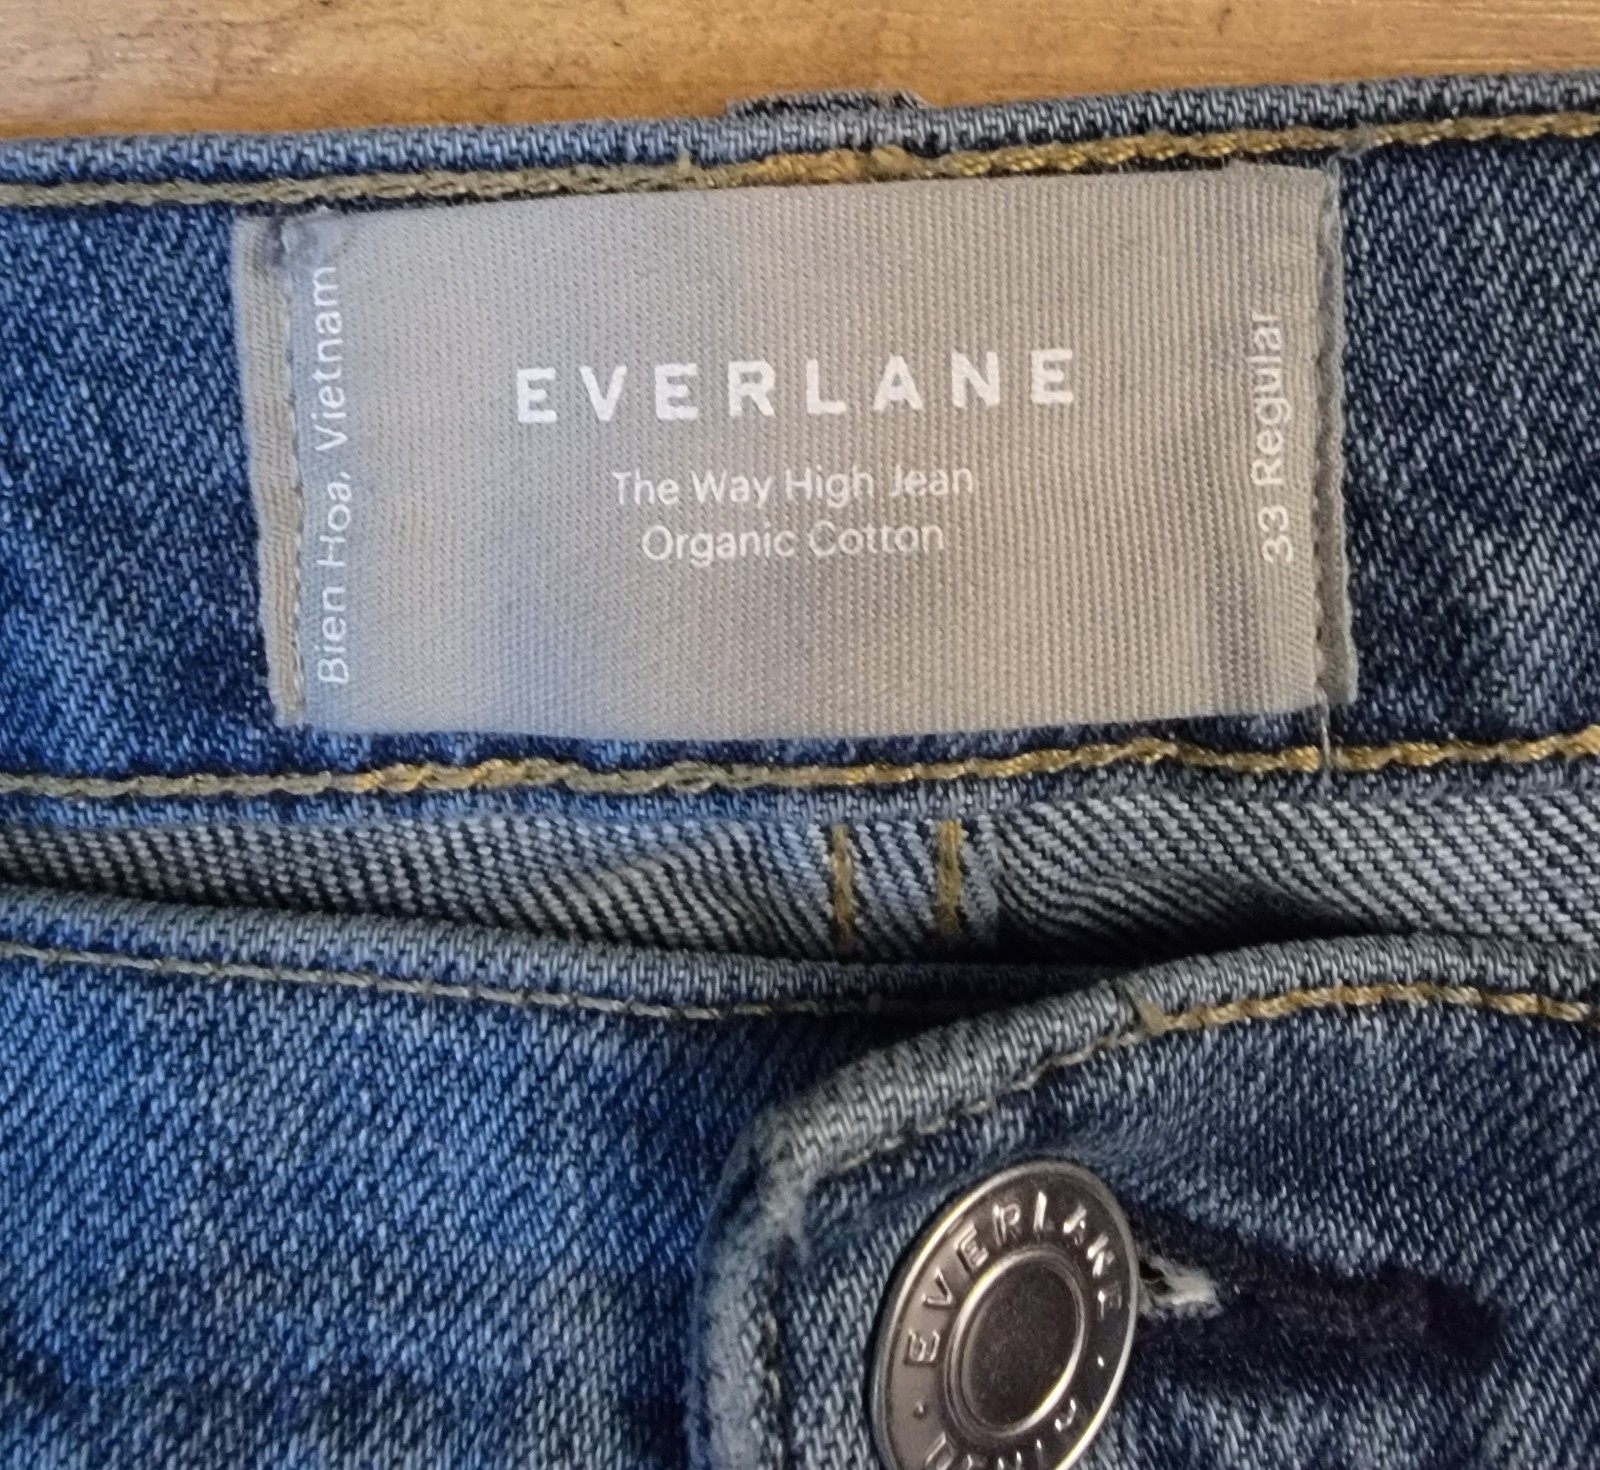 Bien Hoa, Vietnam
EVERLANE
The Way High Jean
Organic Cotton
33 Regular
EVERLANE